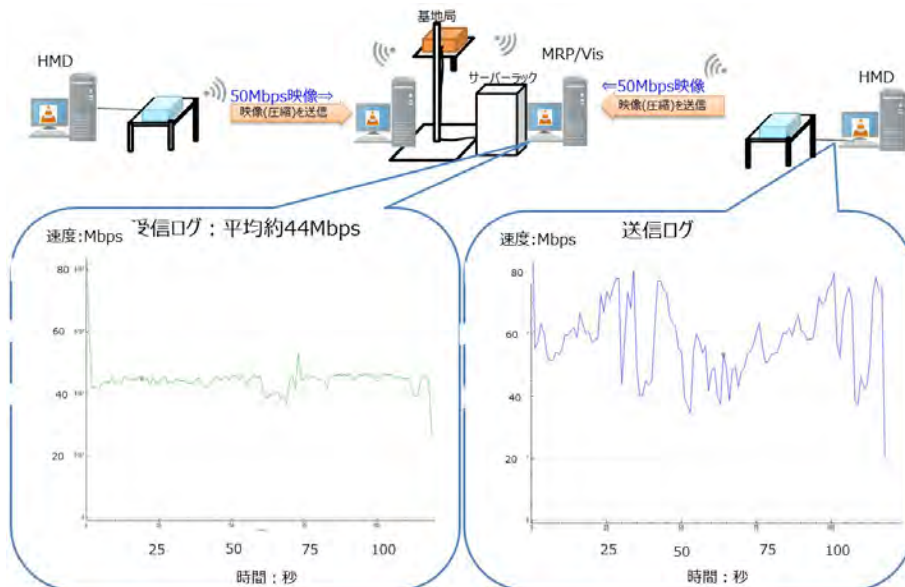 基地局
HMD
MRP/Vis
サーバーラック
HMD
50Mbps映像⇒
映像(圧縮)を送信
⇐50Mbps映像
映像(圧縮)を送信
受信ログ：平均約44Mbps
速度:Mbps
80
60
40
20
25
50
75
100
時間：秒
送信ログ
速度:Mbps
80
60
40
20
25
50
75
100
時間：秒